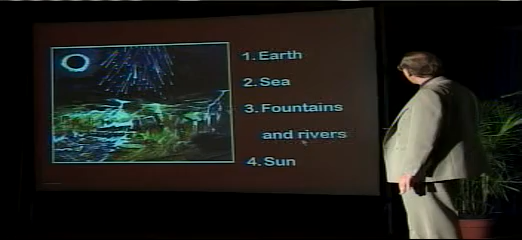 1. Earth
2. Sea
3. Fountains
and rivers
4. Sun